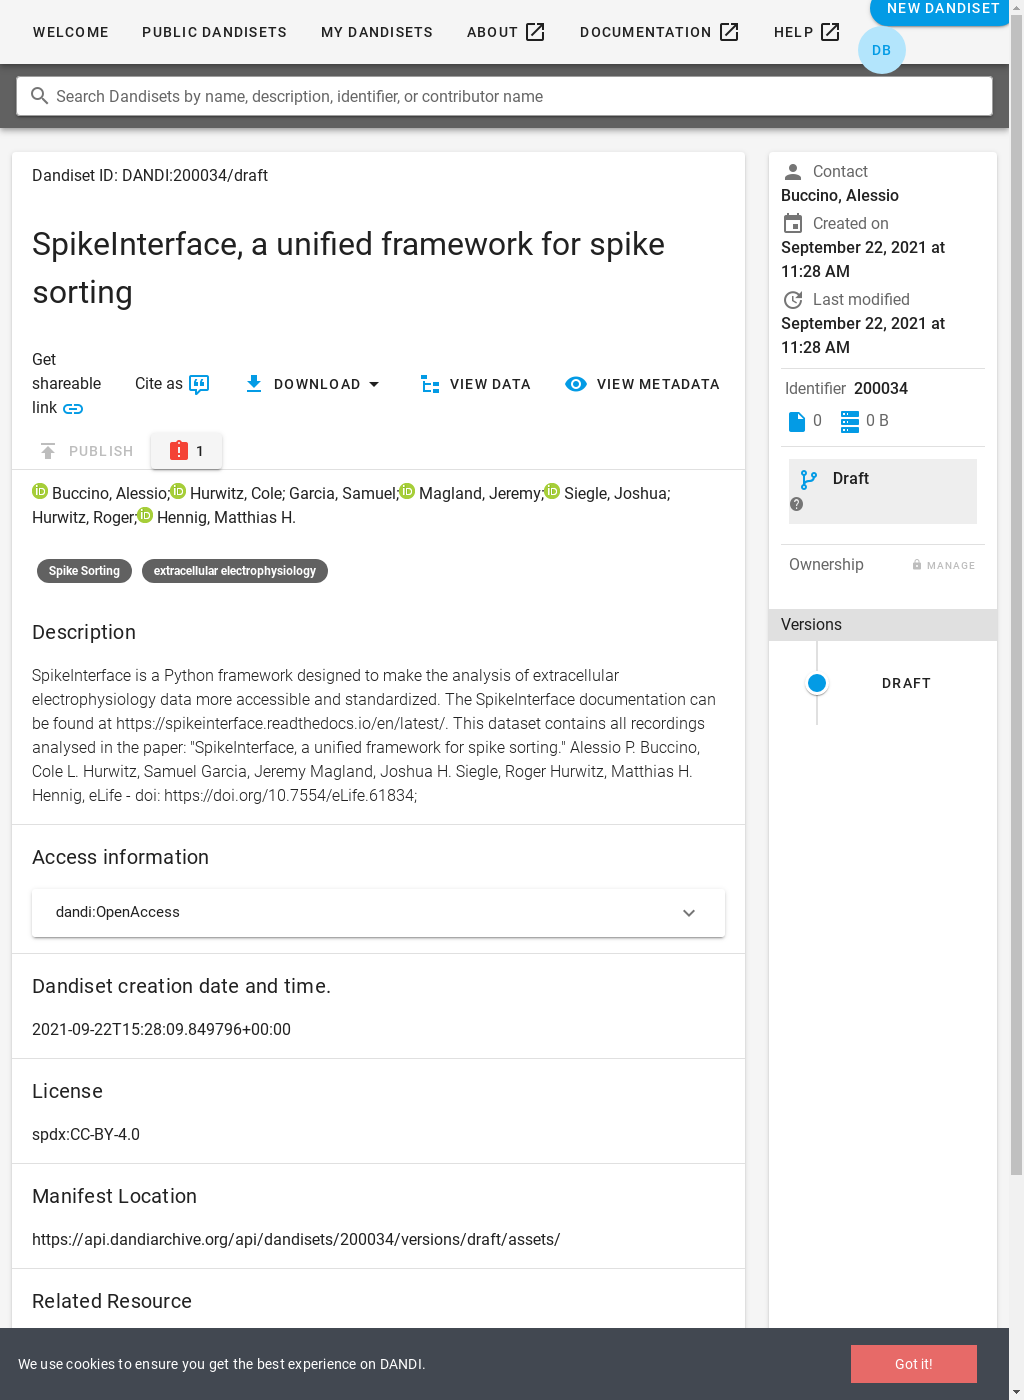 NEW DANDISET
WELCOME
PUBLIC DANDISETS
MY DANDISETS
ABOUT
DOCUMENTATION
HELP
DB
Search Dandisets by name, description, identifier, or contributor name
Dandiset ID: DANDI:200034/draft
SpikeInterface, a unified framework for spike
sorting
Get
shareable
link
Cite as
DOWNLOAD
VIEW DATA
VIEW METADATA
PUBLISH
1
iD Buccino, Alessio; iD Hurwitz, Cole; Garcia, Samuel; iD Magland, Jeremy; iD Siegle, Joshua;
Hurwitz, Roger; iD Hennig, Matthias H.
Spike Sorting
extracellular electrophysiology
Description
SpikeInterface is a Python framework designed to make the analysis of extracellular
electrophysiology data more accessible and standardized. The SpikeInterface documentation can
be found at https://spikeinterface.readthedocs.io/en/latest/. This dataset contains all recordings
analysed in the paper: "SpikeInterface, a unified framework for spike sorting." Alessio P. Buccino,
Cole L. Hurwitz, Samuel Garcia, Jeremy Magland, Joshua H. Siegle, Roger Hurwitz, Matthias H.
Hennig, eLife - doi: https://doi.org/10.7554/eLife.61834;
Access information
dandi:OpenAccess
Dandiset creation date and time.
2021-09-22T15:28:09.849796+00:00
License
spdx:CC-BY-4.0
Manifest Location
https://api.dandiarchive.org/api/dandisets/200034/versions/draft/assets/
Related Resource
Contact
Buccino, Alessio
Created on
September 22, 2021 at
11:28 AM
Last modified
September 22, 2021 at
11:28 AM
Identifier 200034
0
0 B
Draft
Ownership
MANAGE
Versions
DRAFT
We use cookies to ensure you get the best experience on DANDI.
Got it!